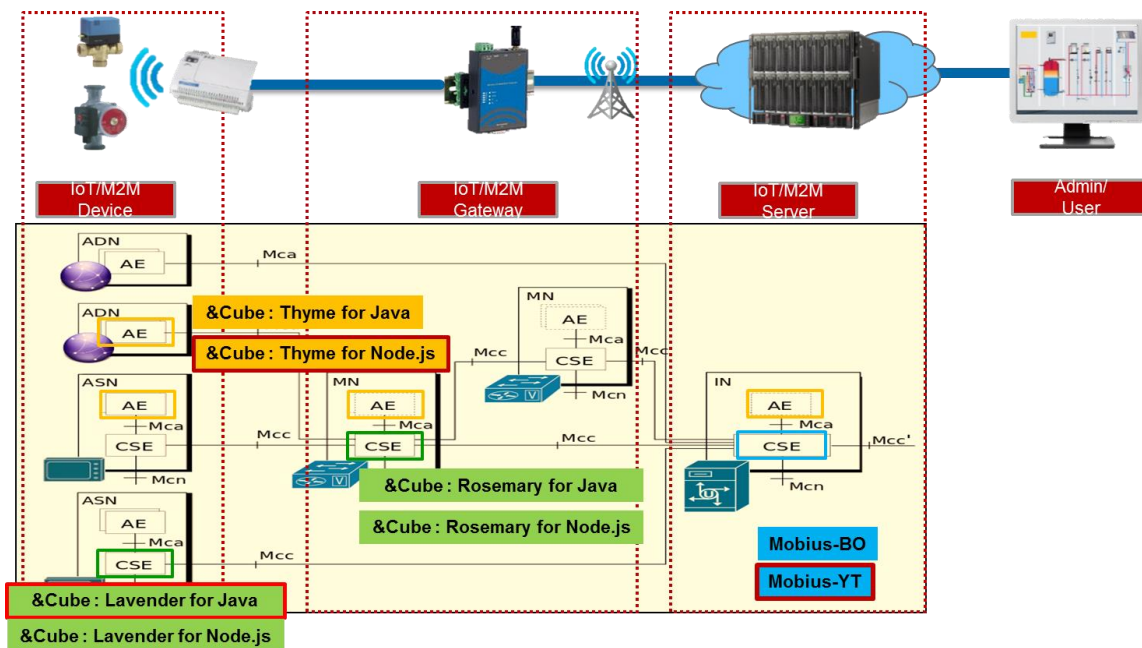 IoT/M2M
Device
IoT/M2M
Gateway
IoT/M2M
Server
Admin/
User
ADN
AE
Mca
ADN
AE
&Cube : Thyme for Java
&Cube : Thyme for Node.js
MN
AE
Mca
CSE
Mcn
Mcc
Mcc
V
ASN
AE
Mca
CSE
Mcn
Mcc
MN
AE
Mca
CSE
V
Mcc
&Cube : Rosemary for Java
&Cube : Rosemary for Node.js
IN
AE
Mca
CSE
Mcn
Mcc'
ASN
AE
Mca
CSE
Mcc
&Cube : Lavender for Java
&Cube : Lavender for Node.js
Mobius-BO
Mobius-YT